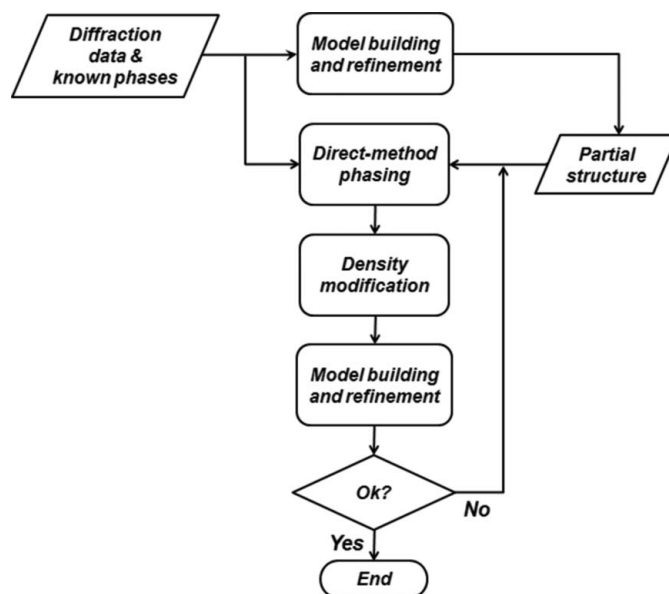 Diffraction
data &
known phases
Model building
and refinement
Direct-method
phasing
Partial
structure
Density
modification
Model building
and refinement
Ok?
No
Yes
End